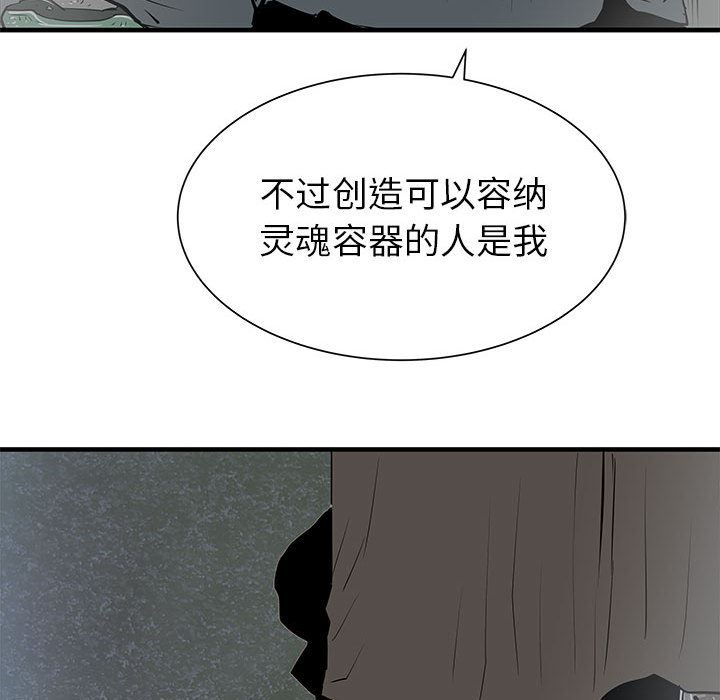 不过创造可以容纳
灵魂容器的人是我